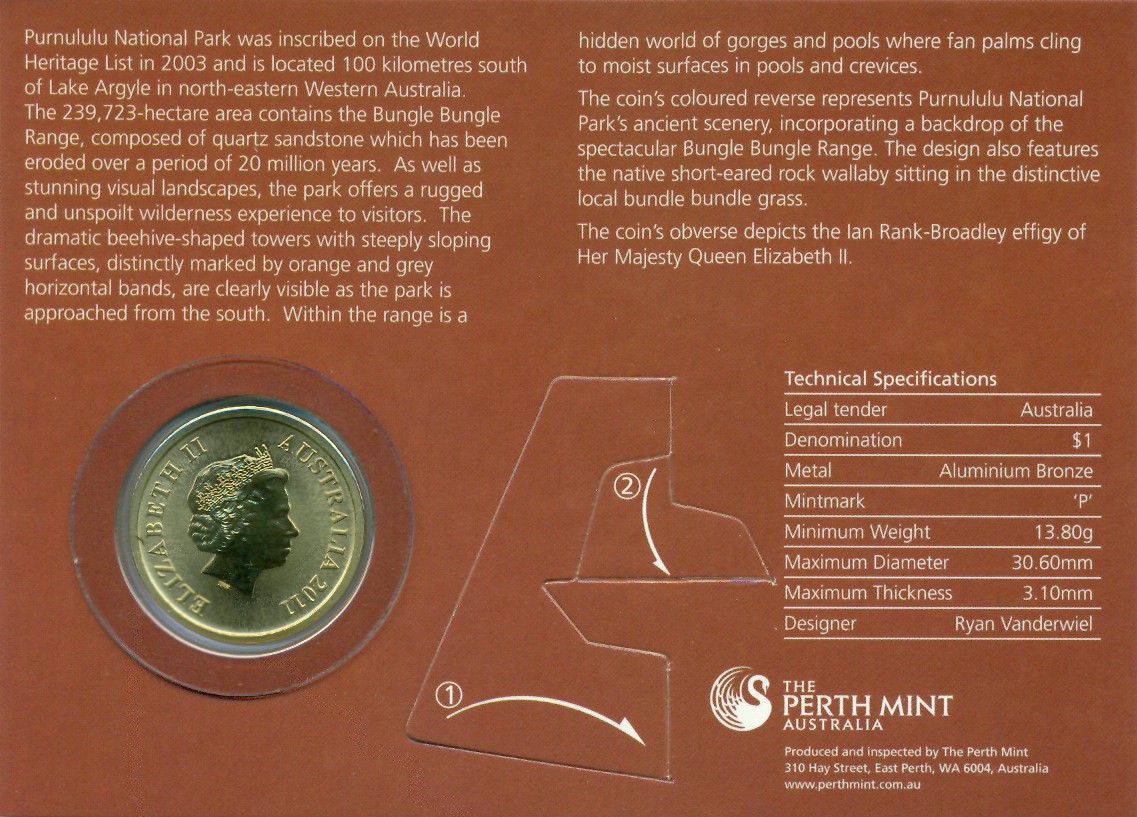 Purnululu National Park was inscribed on the World
Heritage List in 2003 and is located 100 kilometres south
of Lake Argyle in north-eastern Western Australia.
The 239,723-hectare area contains the Bungle Bungle
Range, composed of quartz sandstone which has been
eroded over a period of 20 million years.  As well as
stunning visual landscapes, the park offers a rugged
and unspoilt wilderness experience to visitors.  The
dramatic beehive-shaped towers with steeply sloping
surfaces, distinctly marked by orange and grey
horizontal bands, are clearly visible as the park is
approached from the south.  Within the range is a
hidden world of gorges and pools where fan palms cling
to moist surfaces in pools and crevices.
The coin's coloured reverse represents Purnululu National
Park's ancient scenery, incorporating a backdrop of the
spectacular Bungle Bungle Range. The design also features
the native short-eared rock wallaby sitting in the distinctive
local bundle bundle grass.
The coin's obverse depicts the Ian Rank-Broadley effigy of
Her Majesty Queen Elizabeth II.
ELIZABETH II AUSTRALIA 2011
①
②
Technical Specifications
Legal tender Australia
Denomination $1
Metal Aluminium Bronze
Mintmark ‘P’
Minimum Weight 13.80g
Maximum Diameter 30.60mm
Maximum Thickness 3.10mm
Designer Ryan Vanderwiel
THE
PERTH MINT
AUSTRALIA
Produced and inspected by The Perth Mint
310 Hay Street, East Perth, WA 6004, Australia
www.perthmint.com.au